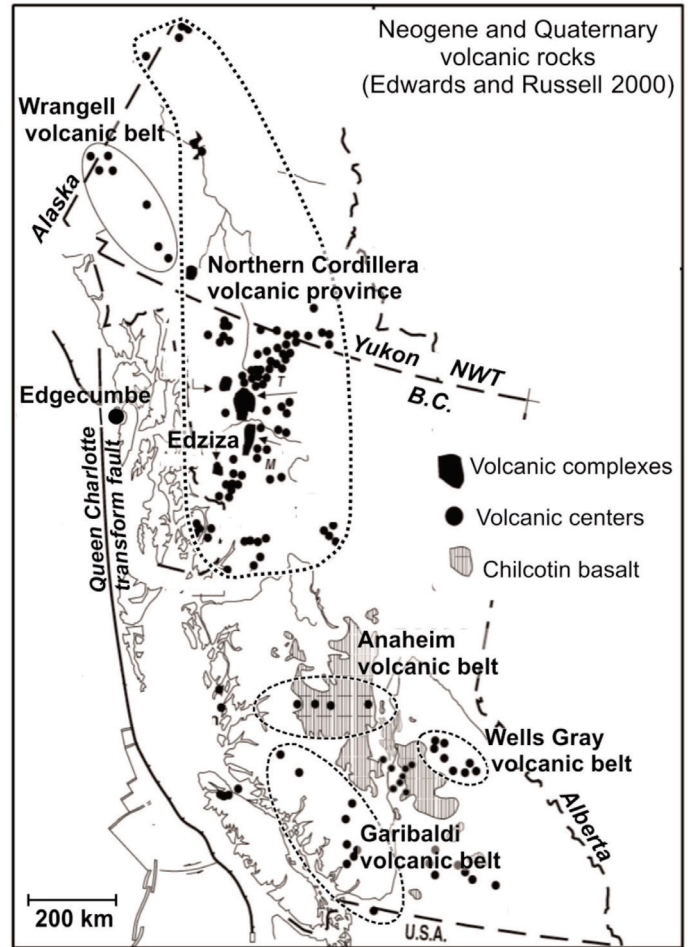 Neogene and Quaternary
volcanic rocks
(Edwards and Russell 2000)
Wrangell
volcanic belt
Alaska
Northern Cordillera
volcanic province
Yukon
NWT
B.C.
Edgecumbe
T
Edziza
M
Queen Charlotte
transform fault
Volcanic complexes
Volcanic centers
Chilcotin basalt
Anaheim
volcanic belt
Wells Gray
volcanic belt
Alberta
Garibaldi
volcanic belt
200 km
U.S.A.